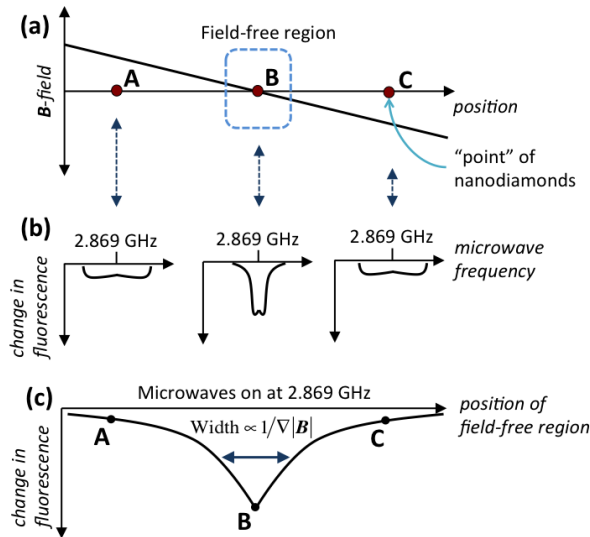 (a)
Field-free region
B-field
A
B
C
position
"point" of
nanodiamonds
(b)
2.869 GHz
2.869 GHz
2.869 GHz
microwave
frequency
change in
fluorescence
(c)
Microwaves on at 2.869 GHz
position of
field-free region
A
Width ∝ 1/∇|B|
C
B
change in
fluorescence